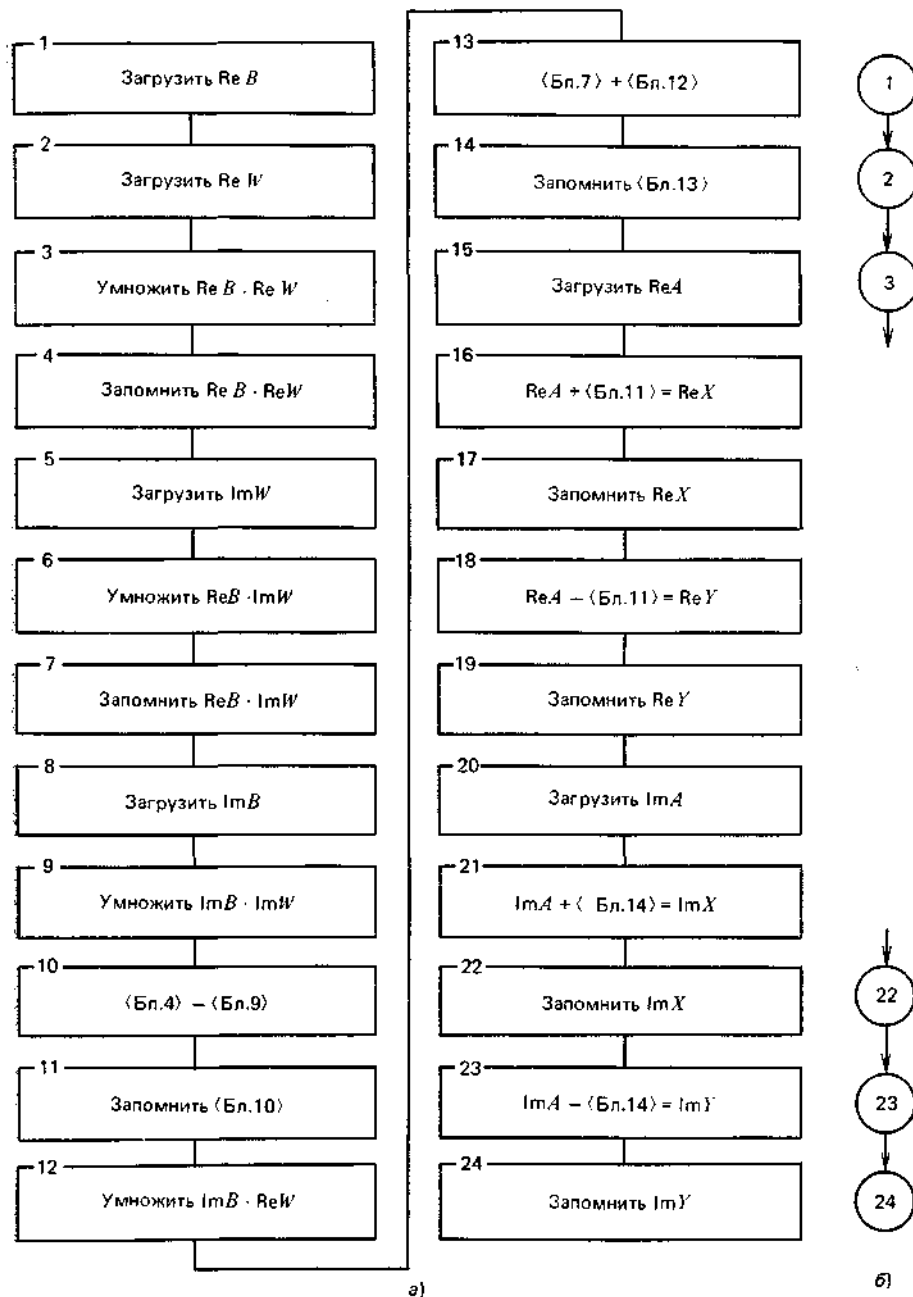 1
Загрузить Re B
2
Загрузить Re W
3
Умножить Re B · Re W
4
Запомнить Re B · ReW
5
Загрузить ImW
6
Умножить ReB · ImW
7
Запомнить ReB · ImW
8
Загрузить ImB
9
Умножить ImB · ImW
10
⟨Бл.4⟩ − ⟨Бл.9⟩
11
Запомнить ⟨Бл.10⟩
12
Умножить ImB · ReW
13
⟨Бл.7⟩ + ⟨Бл.12⟩
14
Запомнить ⟨Бл.13⟩
15
Загрузить ReA
16
ReA + ⟨Бл.11⟩ = ReX
17
Запомнить ReX
18
ReA − ⟨Бл.11⟩ = ReY
19
Запомнить ReY
20
Загрузить ImA
21
ImA + ⟨ Бл.14⟩ = ImX
22
Запомнить ImX
23
ImA − ⟨Бл.14⟩ = ImY
24
Запомнить ImY
а)
1
2
3
22
23
24
б)